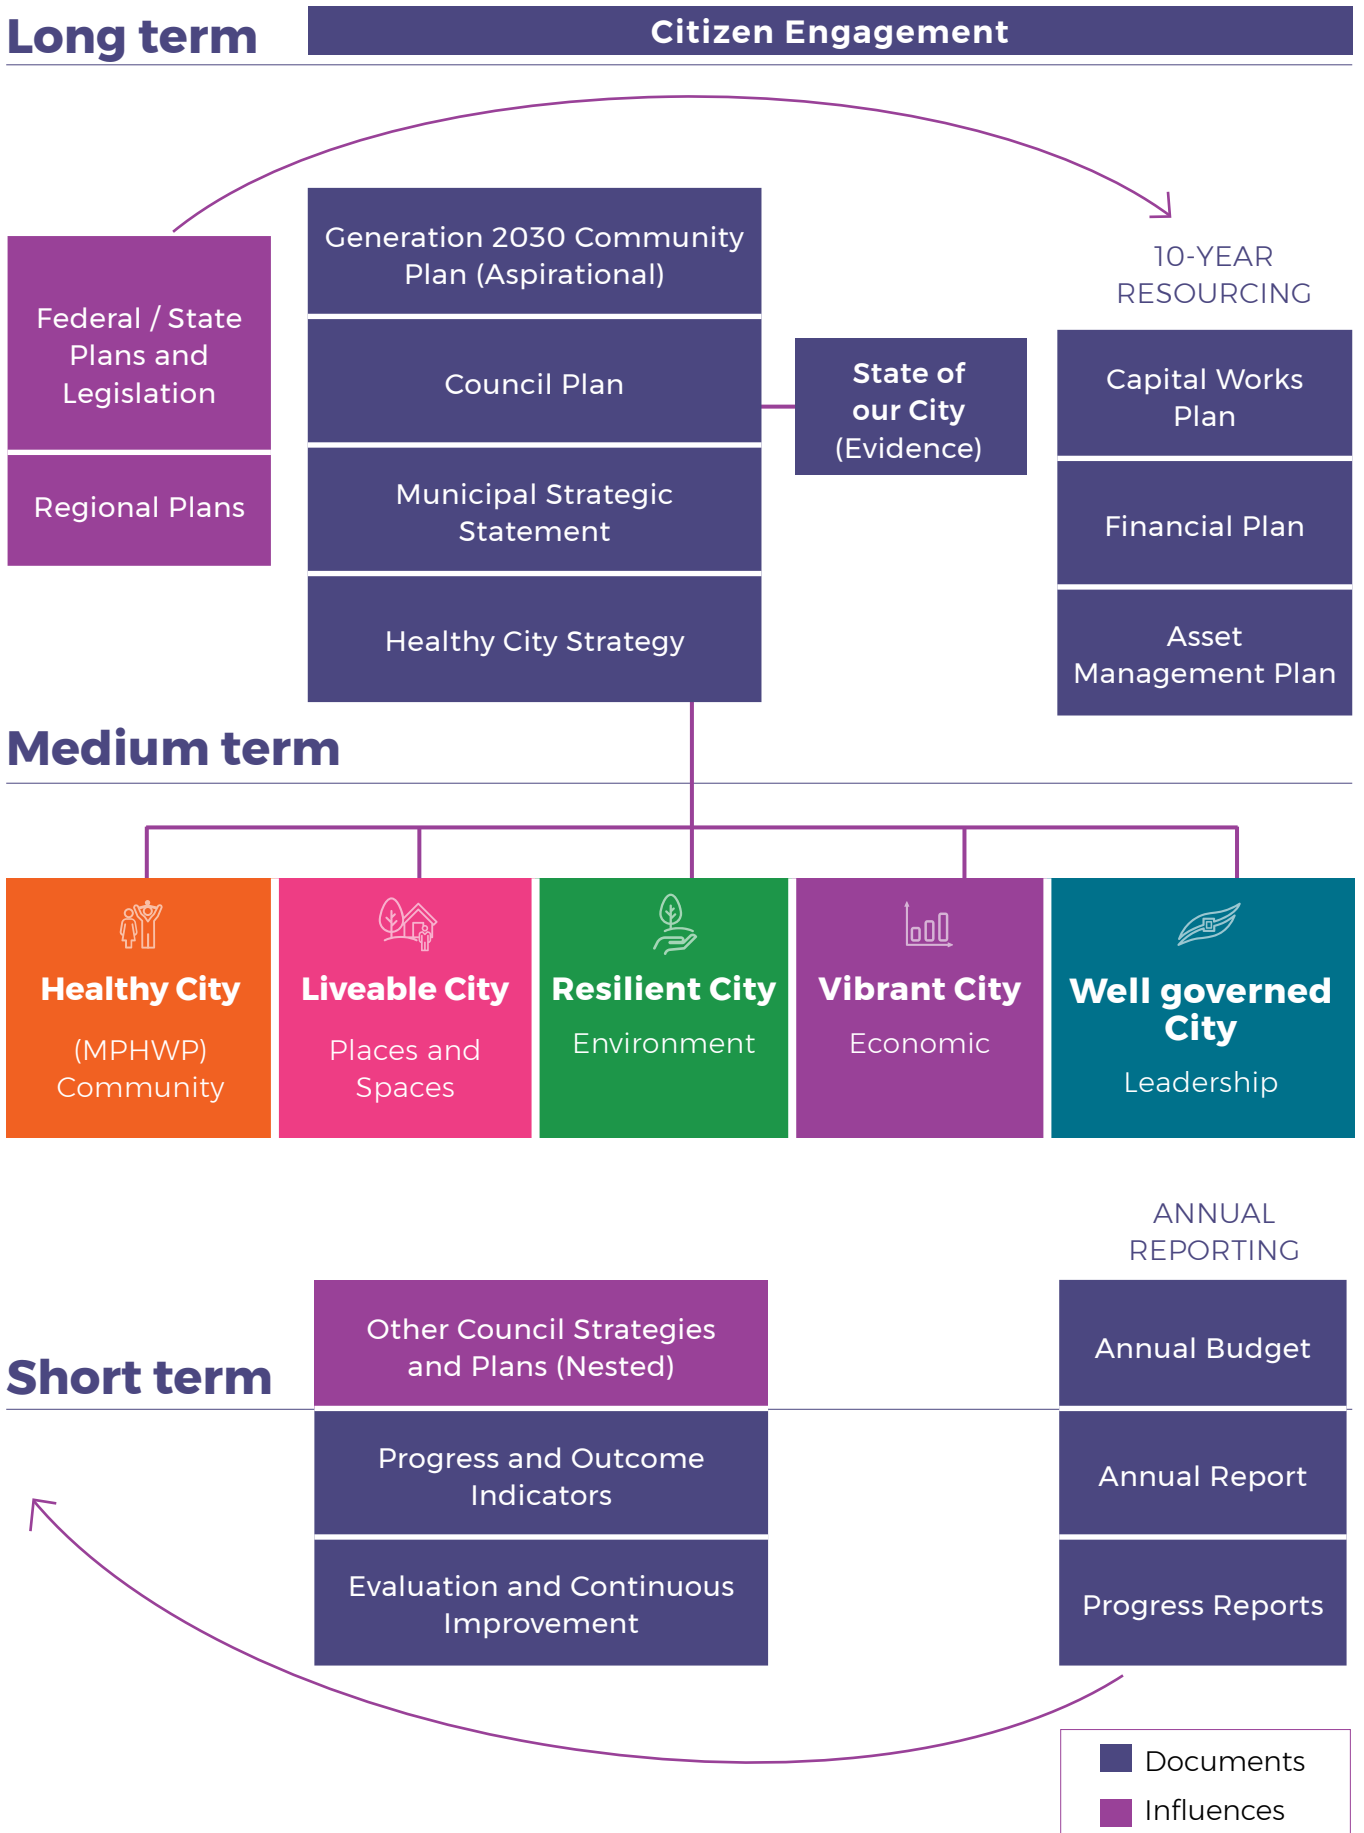 Long term
Citizen Engagement
Federal / State
Plans and
Legislation
Regional Plans
Generation 2030 Community
Plan (Aspirational)
Council Plan
Municipal Strategic
Statement
Healthy City Strategy
State of
our City
(Evidence)
10-YEAR
RESOURCING
Capital Works
Plan
Financial Plan
Asset
Management Plan
Medium term
Healthy City
(MPHWP)
Community
Liveable City
Places and
Spaces
Resilient City
Environment
Vibrant City
Economic
Well governed
City
Leadership
Short term
Other Council Strategies
and Plans (Nested)
Progress and Outcome
Indicators
Evaluation and Continuous
Improvement
ANNUAL
REPORTING
Annual Budget
Annual Report
Progress Reports
Documents
Influences